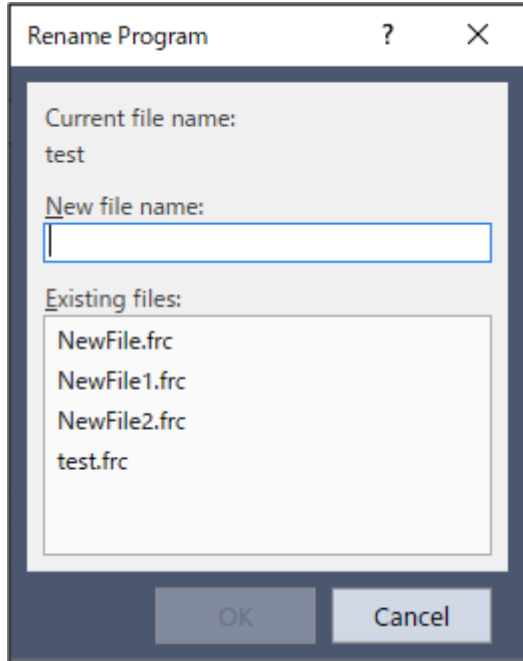 Rename Program ? ×
Current file name:
test
New file name:
Existing files:
NewFile.frc
NewFile1.frc
NewFile2.frc
test.frc
OK Cancel